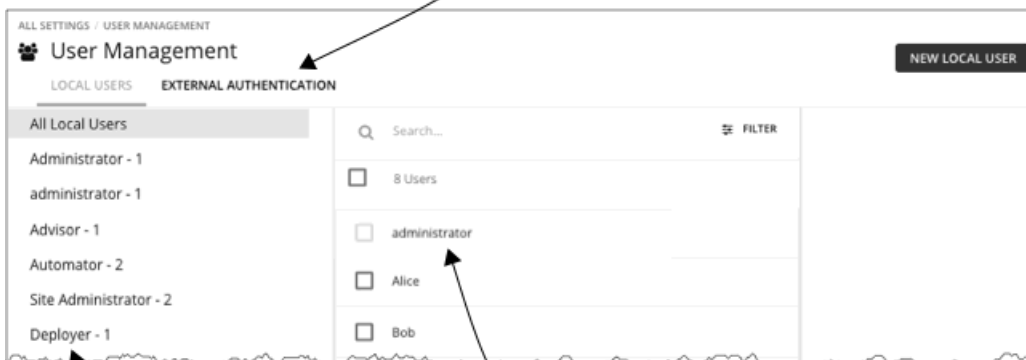 ALL SETTINGS / USER MANAGEMENT
User Management
NEW LOCAL USER
LOCAL USERS EXTERNAL AUTHENTICATION
All Local Users
Administrator - 1
administrator - 1
Advisor - 1
Automator - 2
Site Administrator - 2
Deployer - 1
Search...
FILTER
8 Users
administrator
Alice
Bob